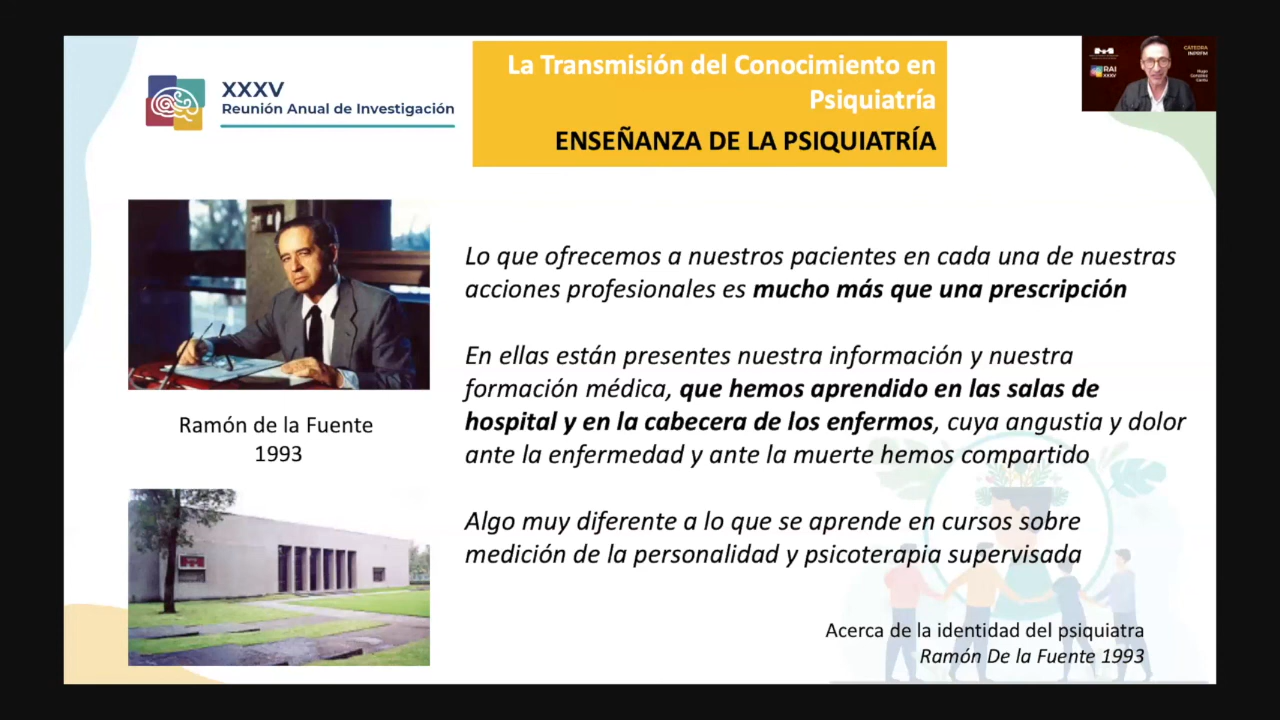 XXXV
Reunión Anual de Investigación
La Transmisión del Conocimiento en
Psiquiatría
ENSEÑANZA DE LA PSIQUIATRÍA
CÁTEDRA
INPRFM
RAI
XXXV
Hugo
González
Cantú
Lo que ofrecemos a nuestros pacientes en cada una de nuestras
acciones profesionales es mucho más que una prescripción
En ellas están presentes nuestra información y nuestra
formación médica, que hemos aprendido en las salas de
hospital y en la cabecera de los enfermos, cuya angustia y dolor
ante la enfermedad y ante la muerte hemos compartido
Algo muy diferente a lo que se aprende en cursos sobre
medición de la personalidad y psicoterapia supervisada
Ramón de la Fuente
1993
Acerca de la identidad del psiquiatra
Ramón De la Fuente 1993